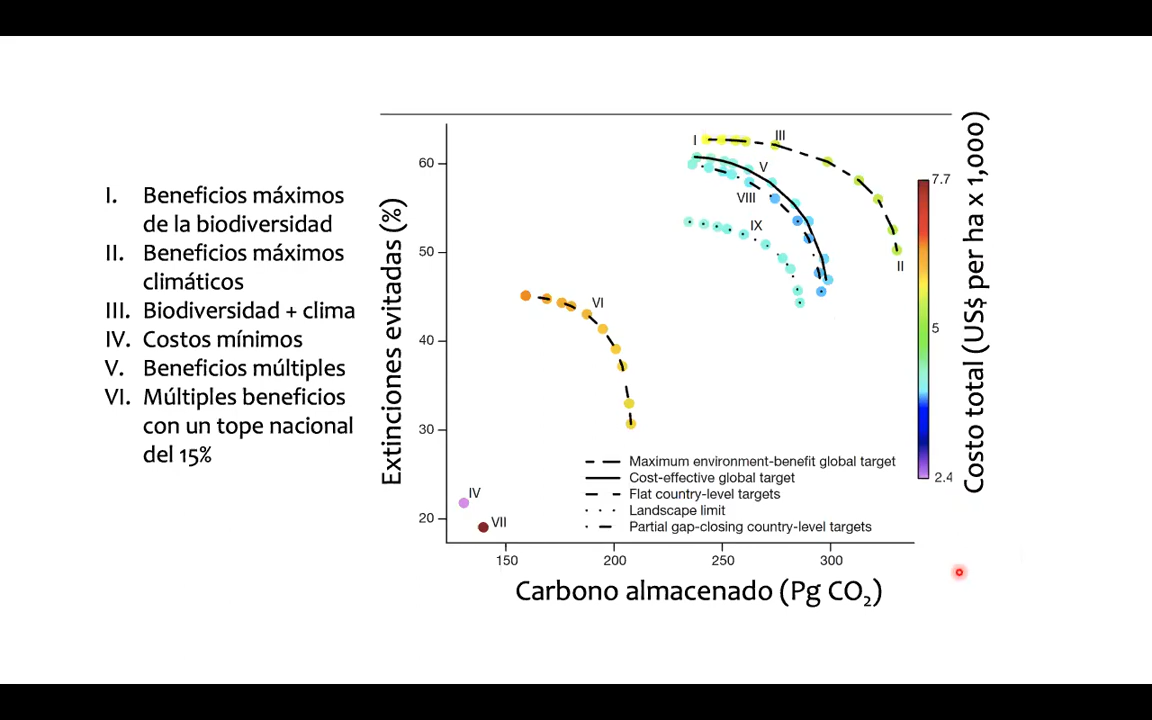 I. Beneficios máximos
de la biodiversidad
II. Beneficios máximos
climáticos
III. Biodiversidad + clima
IV. Costos mínimos
V. Beneficios múltiples
VI. Múltiples beneficios
con un tope nacional
del 15%
Extinciones evitadas (%)
60
50
40
30
20
I
III
V
VIII
IX
II
VI
IV
VII
Maximum environment-benefit global target
Cost-effective global target
Flat country-level targets
Landscape limit
Partial gap-closing country-level targets
150
200
250
300
Carbono almacenado (Pg CO₂)
7.7
5
2.4
Costo total (US$ per ha x 1,000)